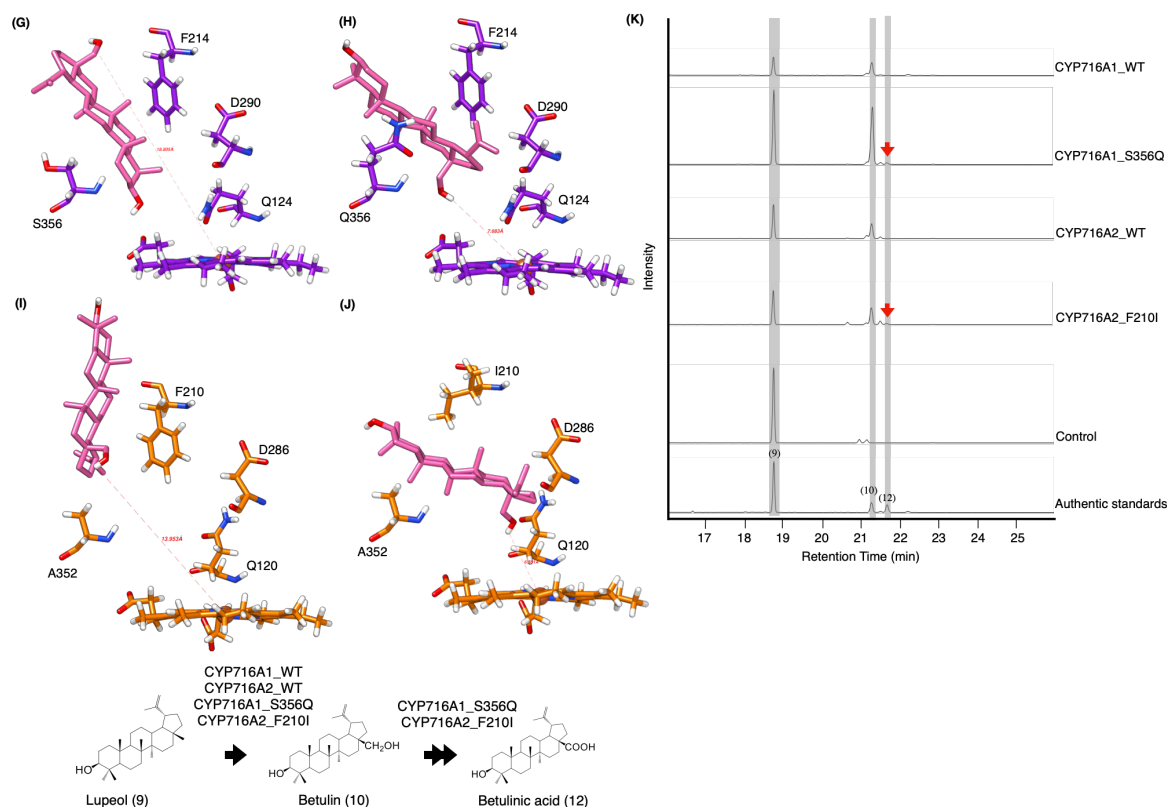 (G)
F214
D290
S356
Q124
(H)
F214
D290
Q356
Q124
(I)
F210
D286
A352
13.953Å
Q120
(J)
I210
D286
A352
Q120
(K)
Intensity
CYP716A1_WT
CYP716A1_S356Q
CYP716A2_WT
CYP716A2_F210I
Control
(9)
(10)
(12)
Authentic standards
17 18 19 20 21 22 23 24 25
Retention Time (min)
CYP716A1_WT
CYP716A2_WT
CYP716A1_S356Q
CYP716A2_F210I
CYP716A1_S356Q
CYP716A2_F210I
HO
Lupeol (9)
CH2OH
HO
Betulin (10)
COOH
HO
Betulinic acid (12)